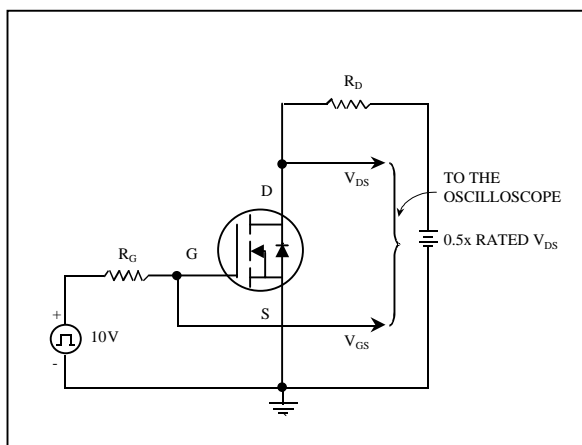 R_D
D
V_DS
TO THE
OSCILLOSCOPE
0.5x RATED V_DS
R_G
G
S
V_GS
+
10V
-